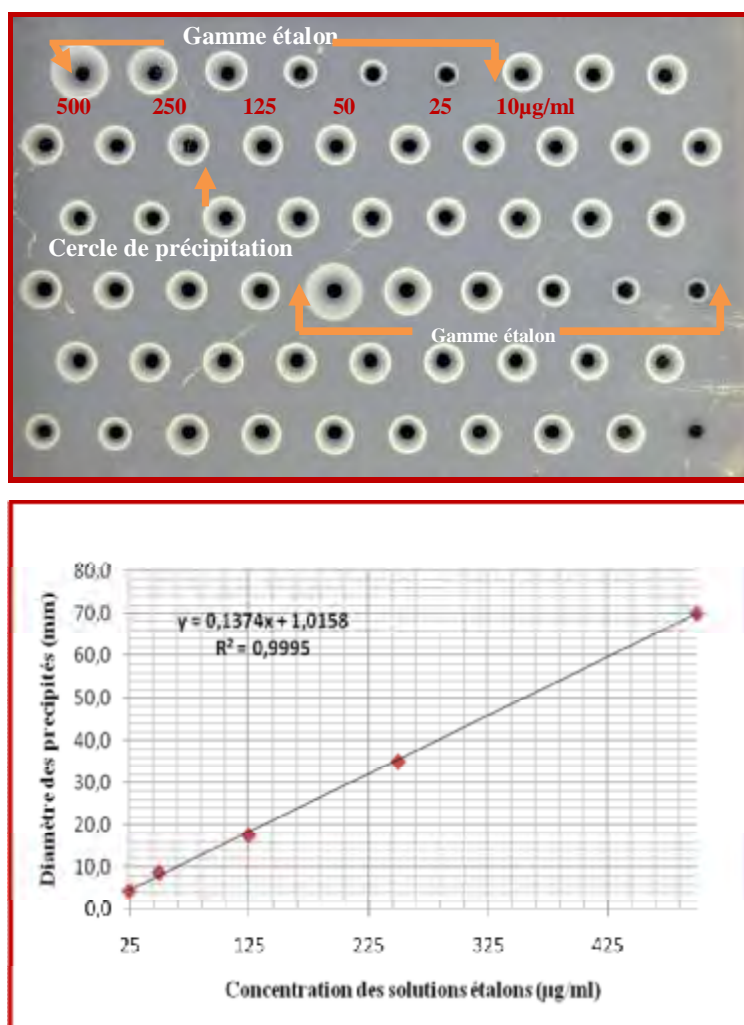 Gamme étalon
500 250 125 50 25 10µg/ml
Cercle de précipitation
Gamme étalon
80,0
70,0
60,0
50,0
40,0
30,0
20,0
10,0
0,0
Diamètre des precipités (mm)
y = 0,1374x + 1,0158
R² = 0,9995
25 125 225 325 425
Concentration des solutions étalons (µg/ml)